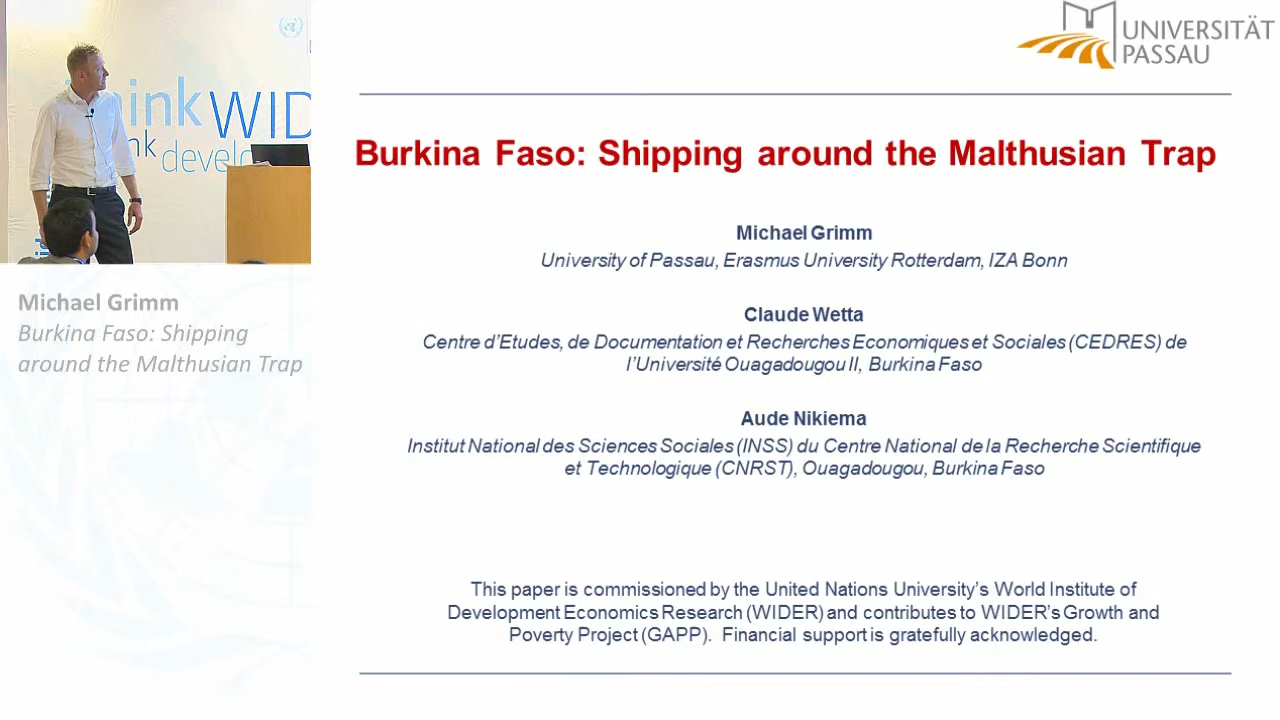 think WID
think develo
Michael Grimm
Burkina Faso: Shipping
around the Malthusian Trap
UNIVERSITÄT
PASSAU
Burkina Faso: Shipping around the Malthusian Trap
Michael Grimm
University of Passau, Erasmus University Rotterdam, IZA Bonn
Claude Wetta
Centre d'Etudes, de Documentation et Recherches Economiques et Sociales (CEDRES) de
l'Université Ouagadougou II, Burkina Faso
Aude Nikiema
Institut National des Sciences Sociales (INSS) du Centre National de la Recherche Scientifique
et Technologique (CNRST), Ouagadougou, Burkina Faso
This paper is commissioned by the United Nations University's World Institute of
Development Economics Research (WIDER) and contributes to WIDER's Growth and
Poverty Project (GAPP).  Financial support is gratefully acknowledged.